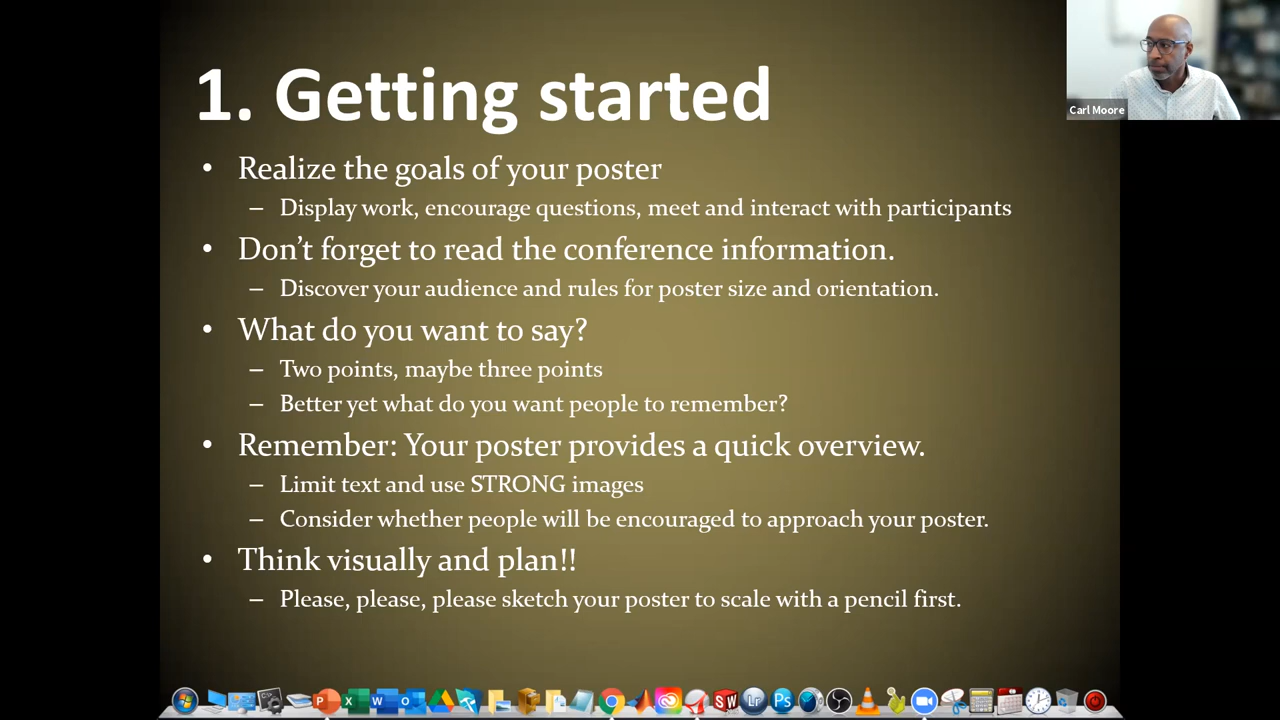 1. Getting started
• Realize the goals of your poster
– Display work, encourage questions, meet and interact with participants
• Don’t forget to read the conference information.
– Discover your audience and rules for poster size and orientation.
• What do you want to say?
– Two points, maybe three points
– Better yet what do you want people to remember?
• Remember: Your poster provides a quick overview.
– Limit text and use STRONG images
– Consider whether people will be encouraged to approach your poster.
• Think visually and plan!!
– Please, please, please sketch your poster to scale with a pencil first.
Carl Moore